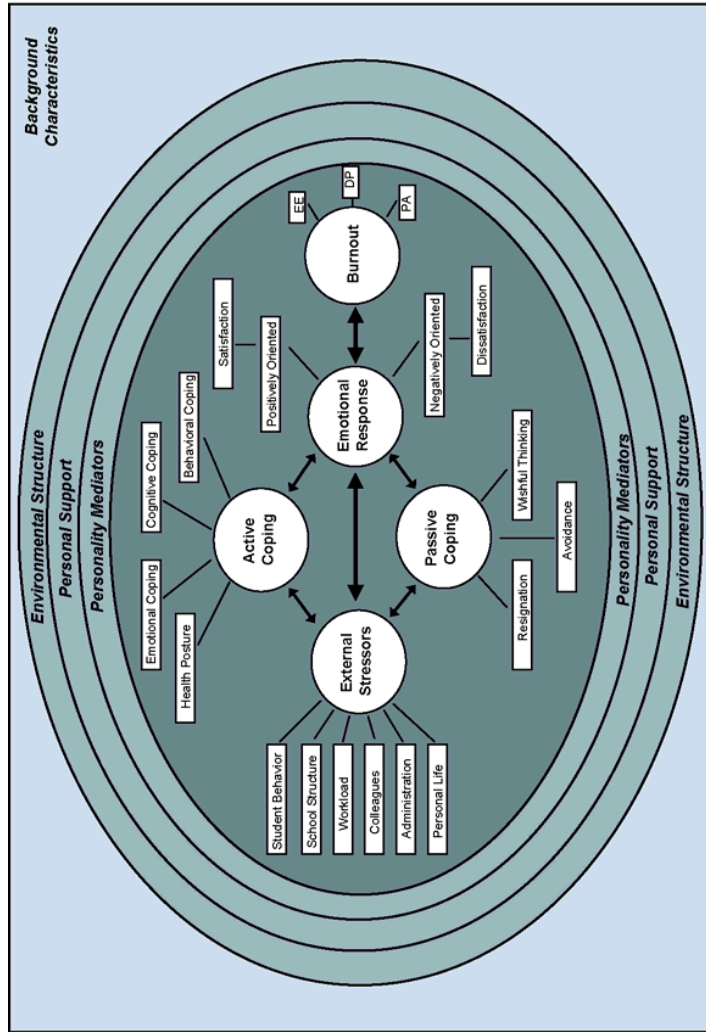 Background
Characteristics
Environmental Structure
Personal Support
Personality Mediators
Emotional Coping
Cognitive Coping
Behavioral Coping
Health Posture
Satisfaction
Positively Oriented
Active
Coping
Student Behavior
School Structure
Workload
Colleagues
Administration
Personal Life
External
Stressors
Emotional
Response
Burnout
EE
DP
PA
Negatively Oriented
Dissatisfaction
Passive
Coping
Resignation
Avoidance
Wishful Thinking
Personality Mediators
Personal Support
Environmental Structure